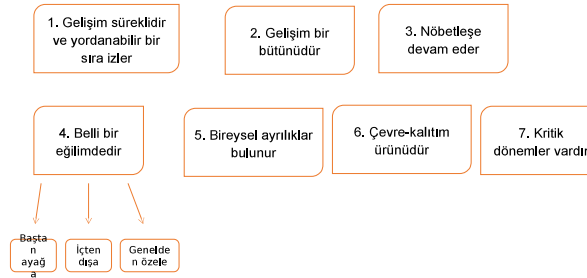 1. Gelişim süreklidir
ve yordanabilir bir
sıra izler
2. Gelişim bir
bütünüdür
3. Nöbetleşe
devam eder
4. Belli bir
eğilimdedir
5. Bireysel ayrılıklar
bulunur
6. Çevre-kalıtım
ürünüdür
7. Kritik
dönemler vardır
Başta
n
ayağ
a
İçten
dışa
Genelde
n özele